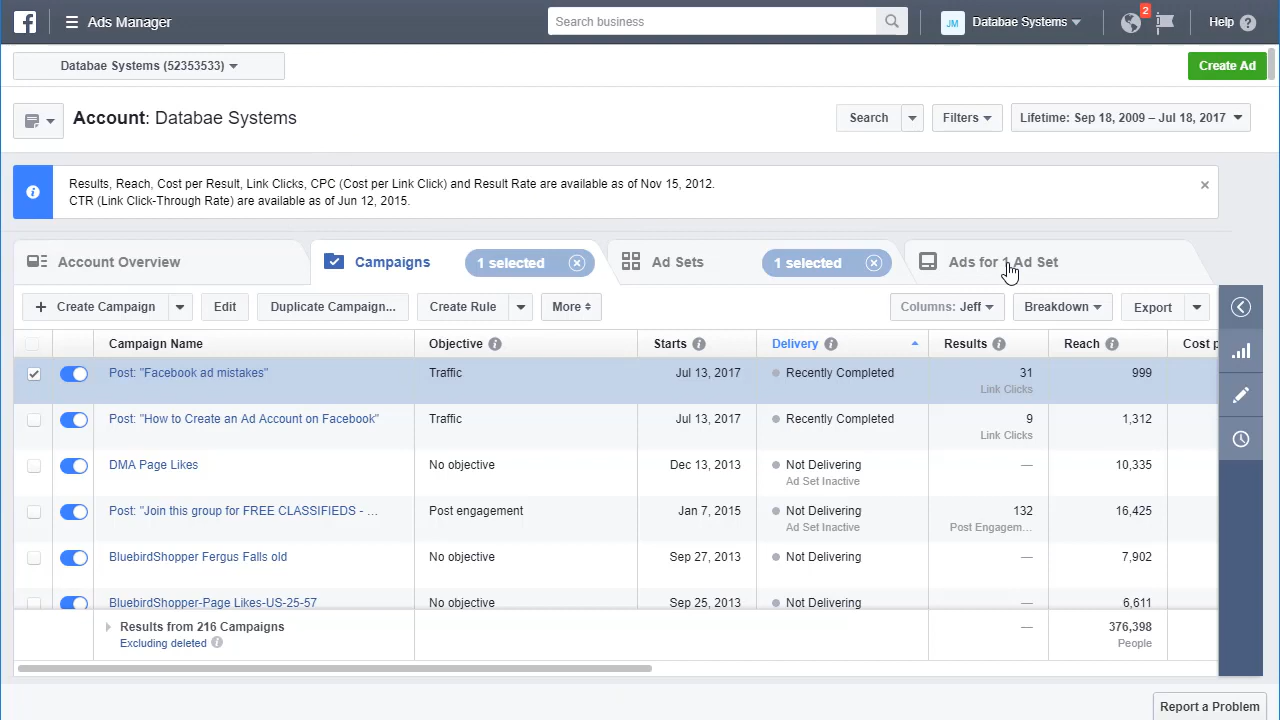 f Ads Manager Search business JM Databae Systems 2 Help ?
Databae Systems (52353533) Create Ad
Account: Databae Systems Search Filters Lifetime: Sep 18, 2009 – Jul 18, 2017
Results, Reach, Cost per Result, Link Clicks, CPC (Cost per Link Click) and Result Rate are available as of Nov 15, 2012.
CTR (Link Click-Through Rate) are available as of Jun 12, 2015.
Account Overview Campaigns 1 selected Ad Sets 1 selected Ads for 1 Ad Set
+ Create Campaign Edit Duplicate Campaign... Create Rule More Columns: Jeff Breakdown Export
Campaign Name Objective Starts Delivery Results Reach Cost p
Post: "Facebook ad mistakes" Traffic Jul 13, 2017 Recently Completed 31 999
Link Clicks
Post: "How to Create an Ad Account on Facebook" Traffic Jul 13, 2017 Recently Completed 9 1,312
Link Clicks
DMA Page Likes No objective Dec 13, 2013 Not Delivering — 10,335
Ad Set Inactive
Post: "Join this group for FREE CLASSIFIEDS - ... Post engagement Jan 7, 2015 Not Delivering 132 16,425
Ad Set Inactive Post Engagem...
BluebirdShopper Fergus Falls old No objective Sep 27, 2013 Not Delivering — 7,902
BluebirdShopper-Page Likes-US-25-57 No objective Sep 25, 2013 Not Delivering — 6,611
Results from 216 Campaigns — 376,398
Excluding deleted People
Report a Problem